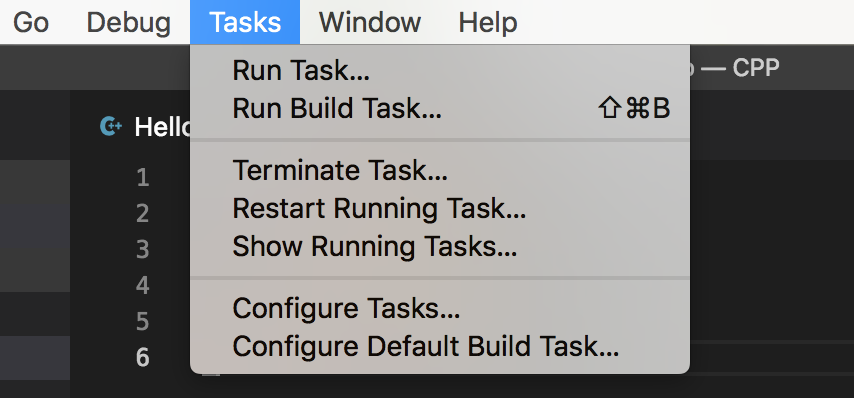 Go Debug Tasks Window Help
— CPP
Run Task...
Run Build Task... ⇧⌘B
Hello
Terminate Task...
Restart Running Task...
Show Running Tasks...
Configure Tasks...
Configure Default Build Task...
1
2
3
4
5
6